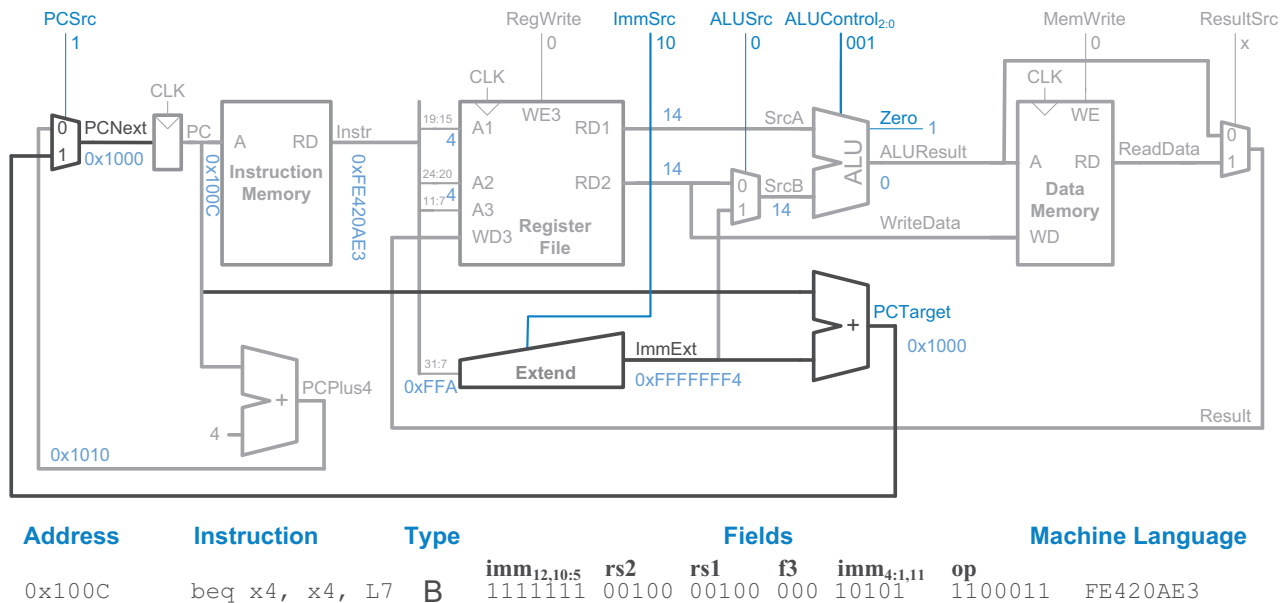 PCSrc RegWrite ImmSrc ALUSrc ALUControl2:0 MemWrite ResultSrc
1 0 10 0 001 0 x
CLK CLK CLK
0 PCNext PC A RD Instr 19:15 A1 WE3 RD1 14 SrcA Zero 1 WE 0
1 0x1000 4 ALUResult A RD ReadData 1
Instruction Memory 24:20 A2 RD2 14 0 SrcB ALU 0 Data Memory
0x100C 0xFE420AE3 4 11:7 A3 1 14
WD3 Register File WriteData WD
PCTarget
+
ImmExt 0x1000
31:7 Extend
0xFFA 0xFFFFFFF4
PCPlus4
+
4 Result
0x1010
Address Instruction Type Fields Machine Language
imm12,10:5 rs2 rs1 f3 imm4:1,11 op
0x100C beq x4, x4, L7 B 1111111 00100 00100 000 10101 1100011 FE420AE3